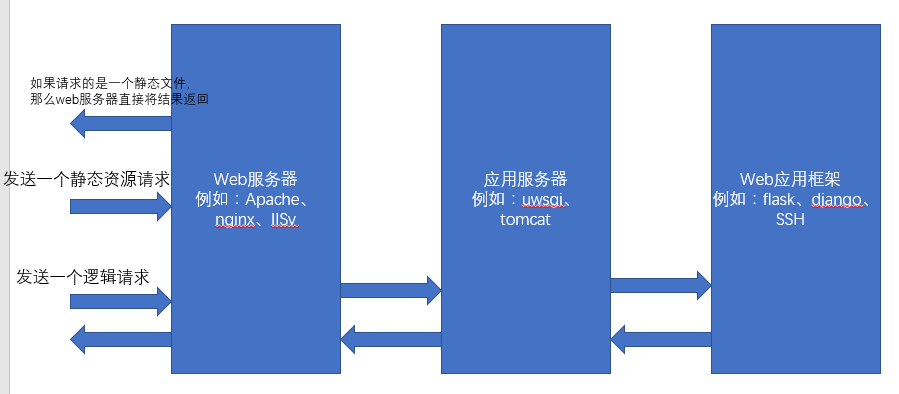 如果请求的是一个静态文件,
那么web服务器直接将结果返回
发送一个静态资源请求
发送一个逻辑请求
Web服务器
例如：Apache、
nginx、IISv
应用服务器
例如：uwsgi、
tomcat
Web应用框架
例如：flask、django、
SSH